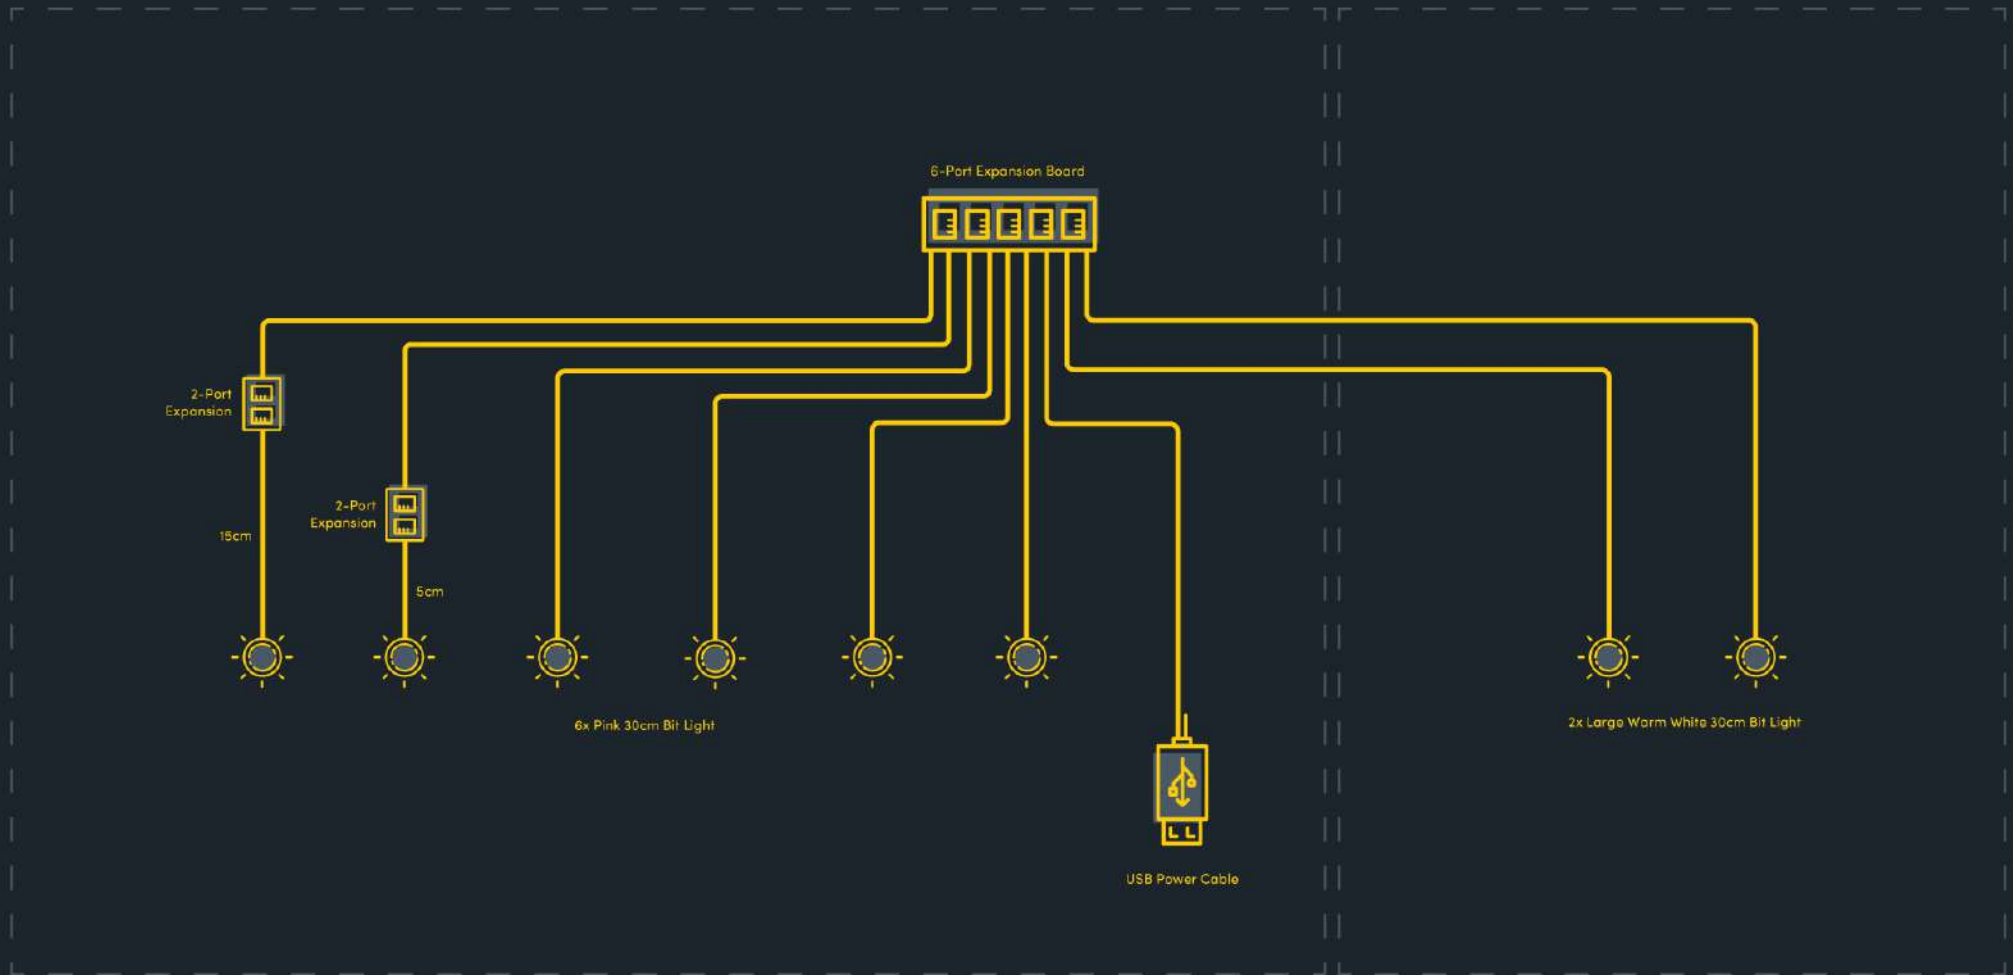 6-Port Expansion Board
2-Port
Expansion
2-Port
Expansion
15cm
5cm
6x Pink 30cm Bit Light
2x Large Warm White 30cm Bit Light
USB Power Cable